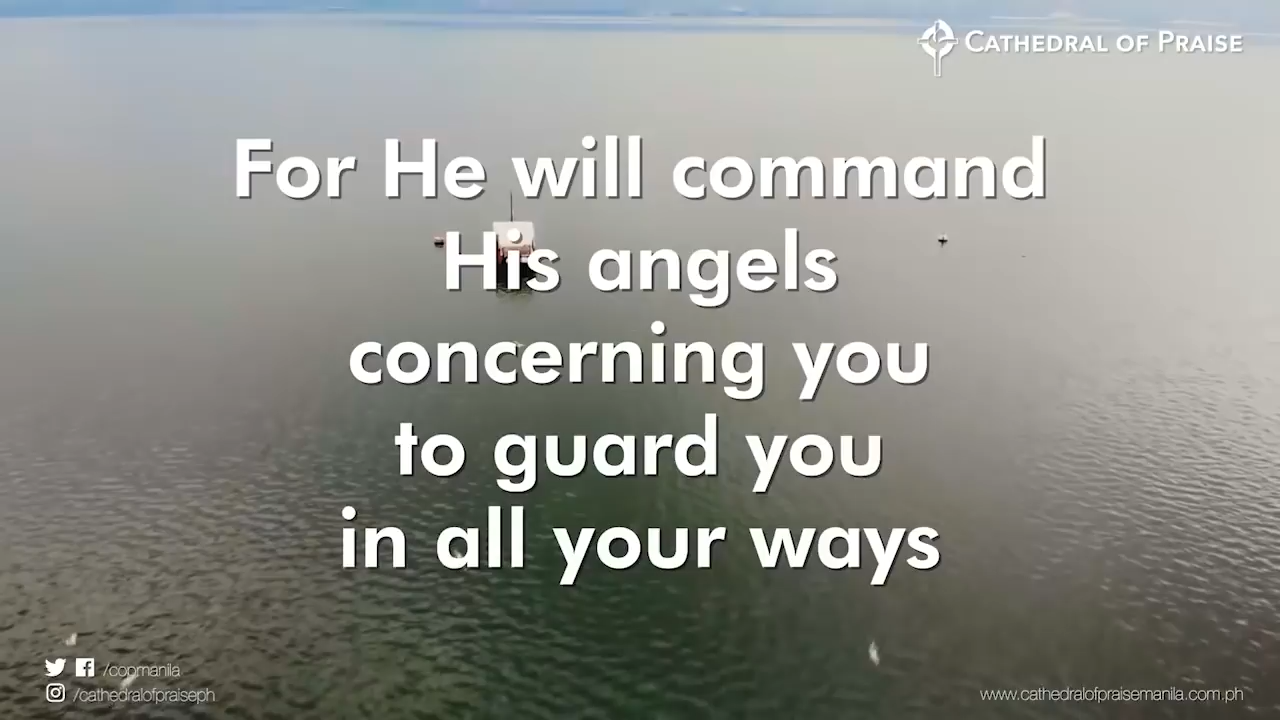 CATHEDRAL OF PRAISE
For He will command
His angels
concerning you
to guard you
in all your ways
/copmanila
/cathedralofpraiseph
www.cathedralofpraisemanila.com.ph